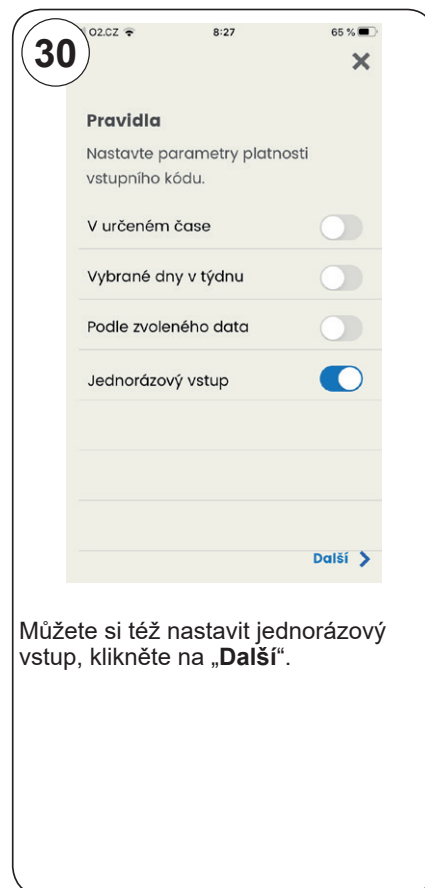 30
O2.CZ 8:27 65 %
Pravidla
Nastavte parametry platnosti
vstupního kódu.
V určeném čase
Vybrané dny v týdnu
Podle zvoleného data
Jednorázový vstup
Další
Můžete si též nastavit jednorázový
vstup, klikněte na „Další“.